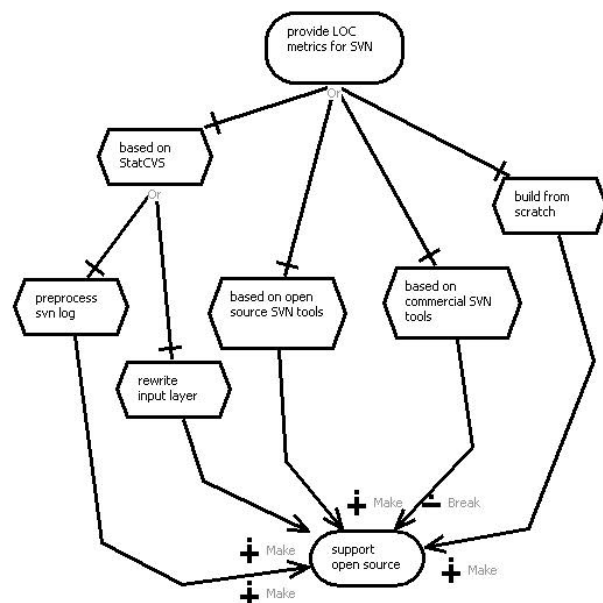 provide LOC
metrics for SVN
Or
based on
StatCVS
Or
build from
scratch
preprocess
svn log
based on open
source SVN tools
based on
commercial SVN
tools
rewrite
input layer
Make
Break
Make
support
open source
Make
Make